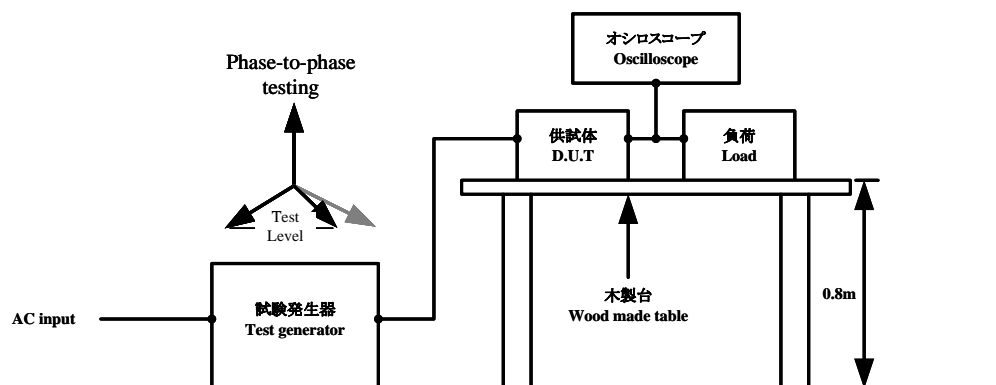 オシロスコープ
Oscilloscope
Phase-to-phase
testing
供試体
D.U.T
負荷
Load
Test
Level
試験発生器
Test generator
AC input
木製台
Wood made table
0.8m